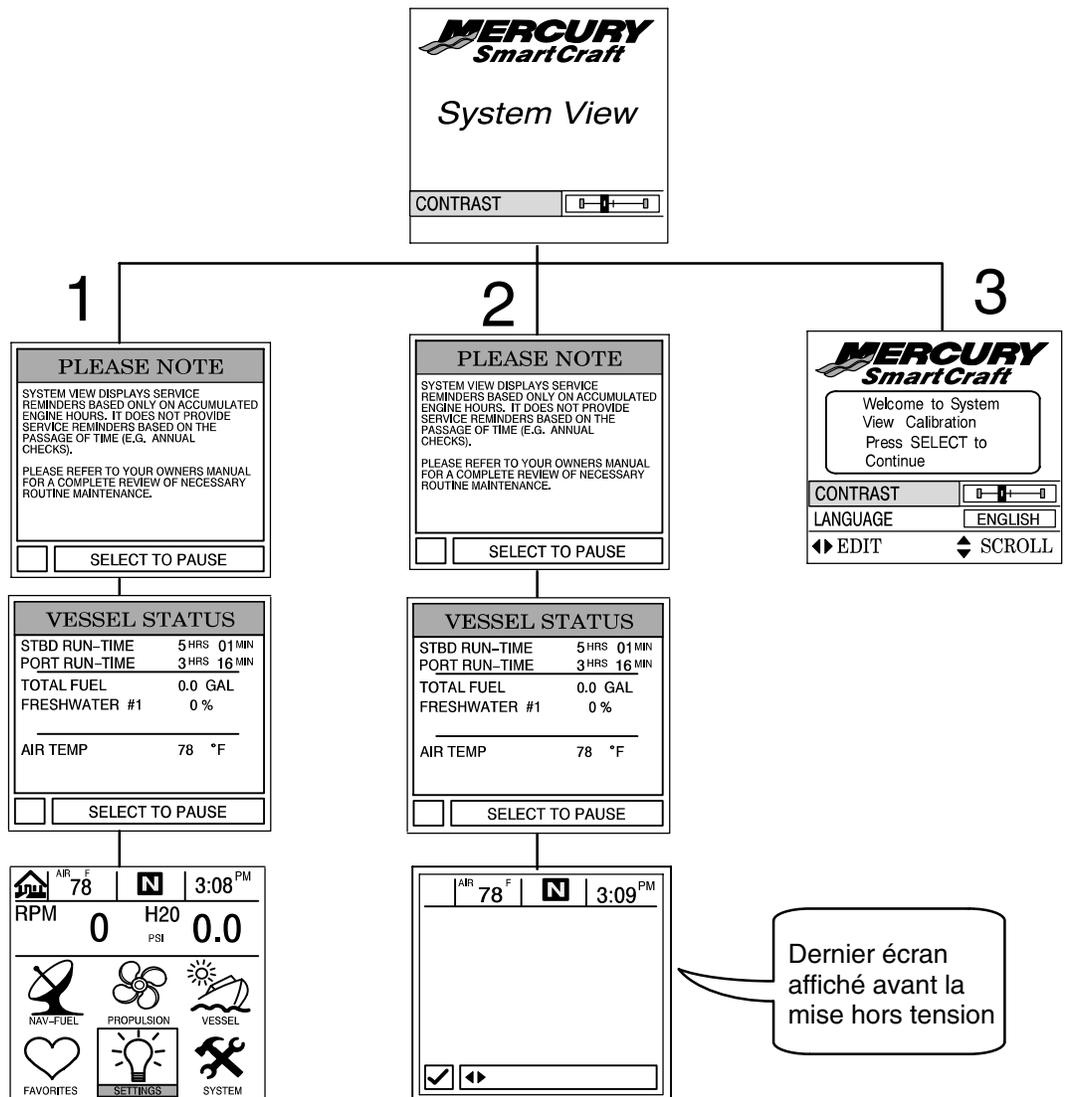 MERCURY
SmartCraft
System View
CONTRAST
1
2
3
PLEASE NOTE
SYSTEM VIEW DISPLAYS SERVICE
REMINDERS BASED ONLY ON ACCUMULATED
ENGINE HOURS. IT DOES NOT PROVIDE
SERVICE REMINDERS BASED ON THE
PASSAGE OF TIME (E.G. ANNUAL
CHECKS).
PLEASE REFER TO YOUR OWNERS MANUAL
FOR A COMPLETE REVIEW OF NECESSARY
ROUTINE MAINTENANCE.
SELECT TO PAUSE
VESSEL STATUS
STBD RUN–TIME 5 HRS 01 MIN
PORT RUN–TIME 3 HRS 16 MIN
TOTAL FUEL 0.0 GAL
FRESHWATER #1 0 %
AIR TEMP 78 °F
SELECT TO PAUSE
AIR 78 F N 3:08 PM
RPM 0 H20 PSI 0.0
NAV–FUEL PROPULSION VESSEL
FAVORITES SETTINGS SYSTEM
PLEASE NOTE
SYSTEM VIEW DISPLAYS SERVICE
REMINDERS BASED ONLY ON ACCUMULATED
ENGINE HOURS. IT DOES NOT PROVIDE
SERVICE REMINDERS BASED ON THE
PASSAGE OF TIME (E.G. ANNUAL
CHECKS).
PLEASE REFER TO YOUR OWNERS MANUAL
FOR A COMPLETE REVIEW OF NECESSARY
ROUTINE MAINTENANCE.
SELECT TO PAUSE
VESSEL STATUS
STBD RUN–TIME 5 HRS 01 MIN
PORT RUN–TIME 3 HRS 16 MIN
TOTAL FUEL 0.0 GAL
FRESHWATER #1 0 %
AIR TEMP 78 °F
SELECT TO PAUSE
AIR 78 F N 3:09 PM
Dernier écran
affiché avant la
mise hors tension
MERCURY
SmartCraft
Welcome to System
View Calibration
Press SELECT to
Continue
CONTRAST
LANGUAGE ENGLISH
EDIT SCROLL